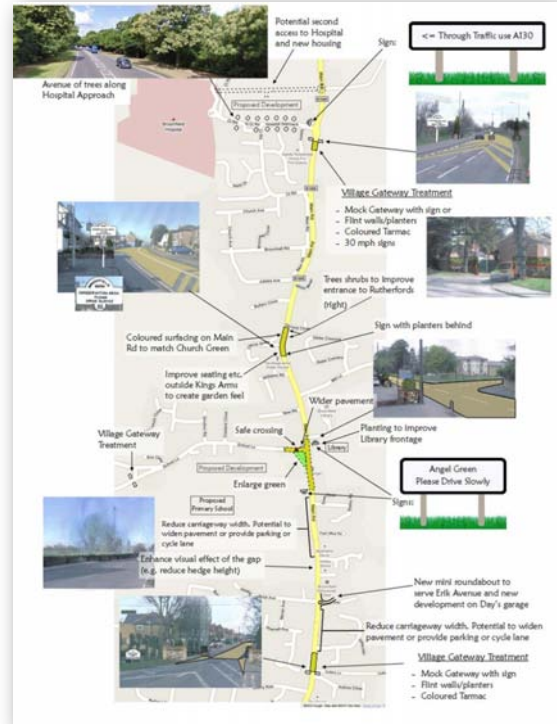 Potential second
access to Hospital
and new housing
Sign:
<= Through Traffic use A130
Avenue of trees along
Hospital Approach
Proposed Development
Village Gateway Treatment
- Mock Gateway with sign or
- Flint walls/planters
- Coloured Tarmac
- 30 mph signs
Trees shrubs to improve
entrance to Rutherfords
(right)
Coloured surfacing on Main
Rd to match Church Green
Sign with planters behind
Improve seating etc.
outside Kings Arms
to create garden feel
Wider pavement
Safe crossing
Planting to improve
Library frontage
Library
Village Gateway
Treatment
Proposed Development
Enlarge green
Angel Green
Please Drive Slowly
Proposed
Primary School
Signs:
Reduce carriageway width. Potential to
widen pavement or provide parking or
cycle lane
Enhance visual effect of the gap
(e.g. reduce hedge height)
New mini roundabout to
serve Erik Avenue and new
development on Day's garage
Reduce carriageway width. Potential to widen
pavement or provide parking or cycle lane
Village Gateway Treatment
- Mock Gateway with sign
- Flint walls/planters
- Coloured Tarmac